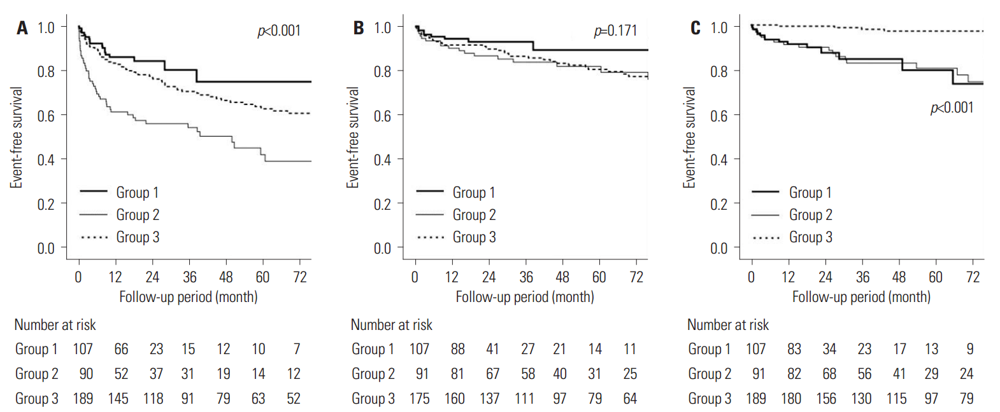 A
p<0.001
1.0
0.8
0.6
0.4
0.2
0.0
Event-free survival
Group 1
Group 2
Group 3
0 12 24 36 48 60 72
Follow-up period (month)
Number at risk
Group 1 107 66 23 15 12 10 7
Group 2 90 52 37 31 19 14 12
Group 3 189 145 118 91 79 63 52
B
p=0.171
1.0
0.8
0.6
0.4
0.2
0.0
Event-free survival
Group 1
Group 2
Group 3
0 12 24 36 48 60 72
Follow-up period (month)
Number at risk
Group 1 107 88 41 27 21 14 11
Group 2 91 81 67 58 40 31 25
Group 3 175 160 137 111 97 79 64
C
p<0.001
1.0
0.8
0.6
0.4
0.2
0.0
Event-free survival
Group 1
Group 2
Group 3
0 12 24 36 48 60 72
Follow-up period (month)
Number at risk
Group 1 107 83 34 23 17 13 9
Group 2 91 82 68 56 41 29 24
Group 3 189 180 156 130 115 97 79